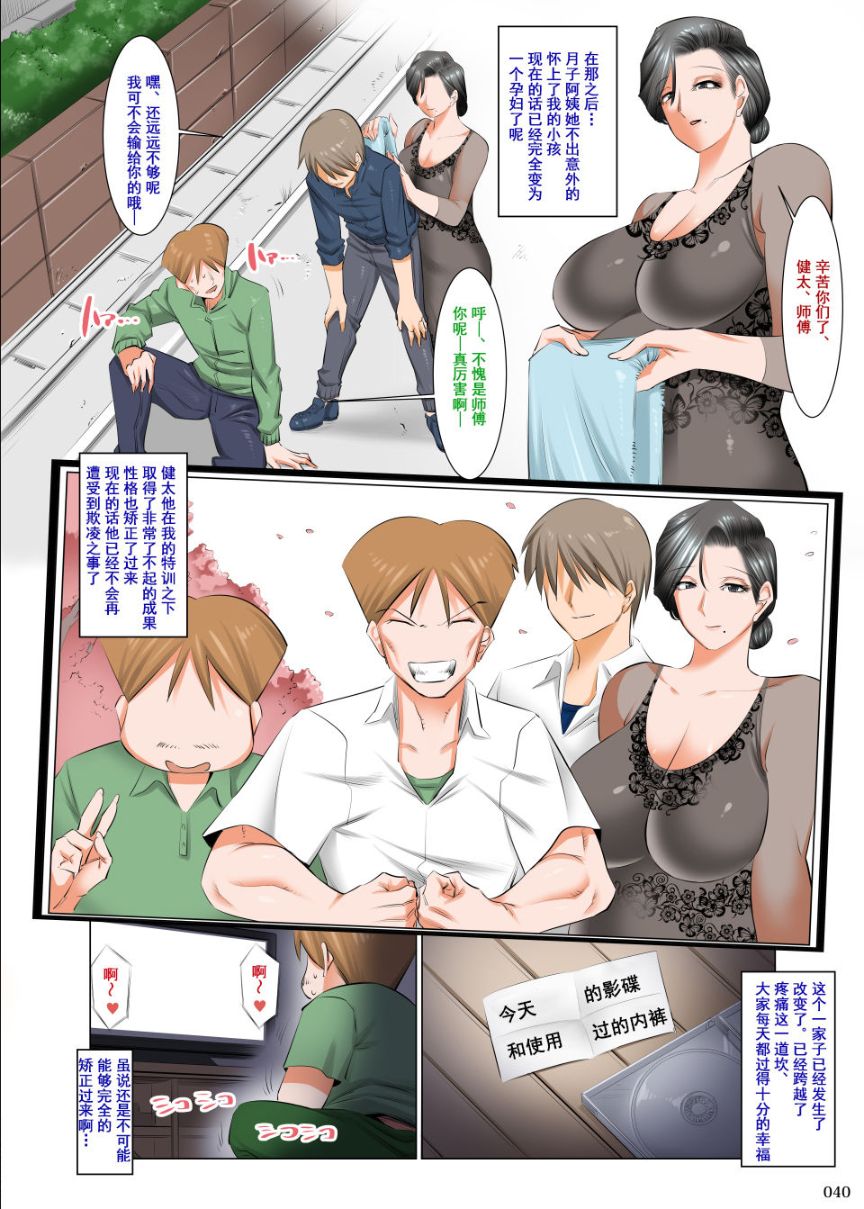 在那之后…
月子阿姨她不出意外的
怀上了我的小孩
现在的话已经完全变为
一个孕妇了呢
辛苦你们了、
健太、师傅
嘿、还远远不够呢
我可不会输给你的哦—
呼—、不愧是师傅
你呢—真厉害啊—
ハァ…
ハァ…
健太他在我的特训之下
取得了非常了不起的成果
性格也矫正了过来
现在的话他已经不会再
遭受到欺凌之事了
这个一家子已经发生了
改变了。已经跨越了
疼痛这一道坎、
大家每天都过得十分的幸福
今天 的影碟
和使用 过的内裤
啊~♥
啊~♥
シコ シコ
シコシコ
虽说还是不可能
能够完全的
矫正过来啊…
040